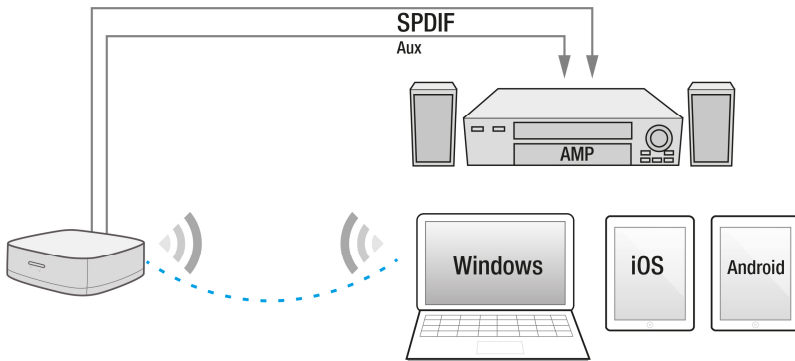 SPDIF
Aux
AMP
Windows
iOS
Android